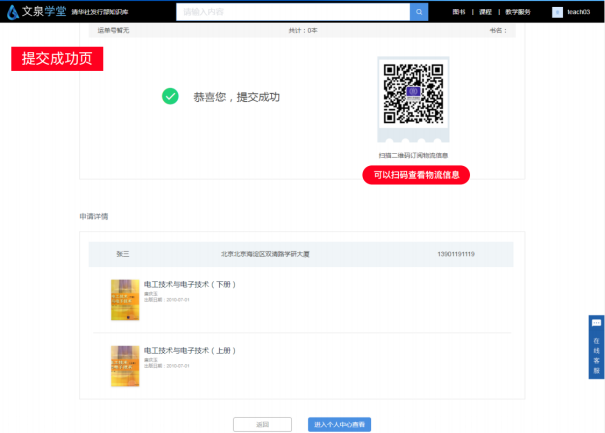 文泉学堂 清华社发行部知识库 请输入内容 图书 | 课程 | 教学服务 teach03
运单号暂无 共计：0本 书名：
提交成功页
恭喜您，提交成功
扫描二维码订阅物流信息
可以扫码查看物流信息
申请详情
张三 北京北京海淀区双清路学研大厦 13901191119
电工技术与电子技术（下册）
出版日期：2010-07-01
电工技术与电子技术（上册）
出版日期：2010-07-01
在线客服
返回 进入个人中心查看